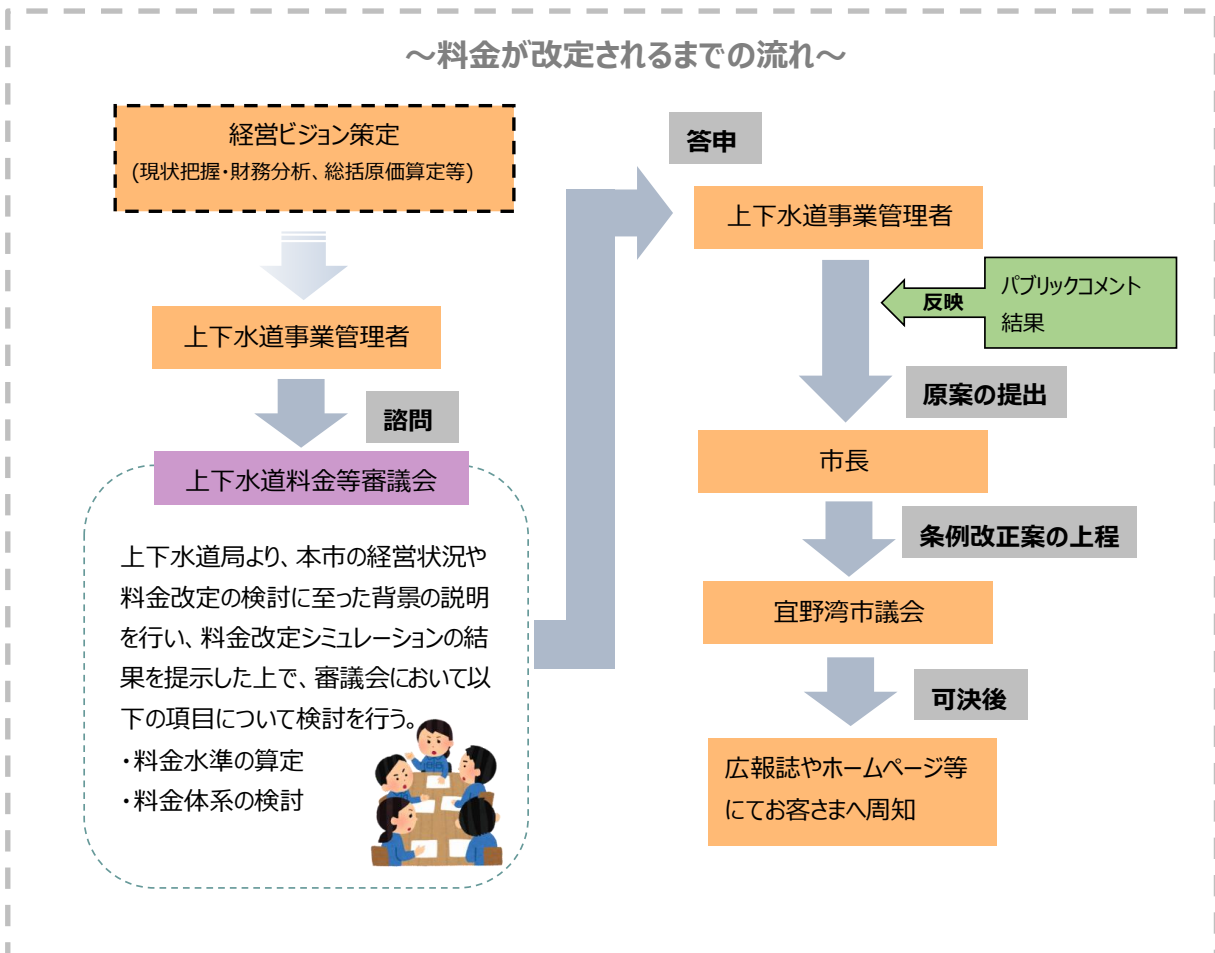 ～料金が改定されるまでの流れ～
経営ビジョン策定
(現状把握・財務分析、総括原価算定等)
上下水道事業管理者
諮問
上下水道料金等審議会
上下水道局より、本市の経営状況や
料金改定の検討に至った背景の説明
を行い、料金改定シミュレーションの結
果を提示した上で、審議会において以
下の項目について検討を行う。
・料金水準の算定
・料金体系の検討
答申
上下水道事業管理者
パブリックコメント
結果
反映
原案の提出
市長
条例改正案の上程
宜野湾市議会
可決後
広報誌やホームページ等
にてお客さまへ周知